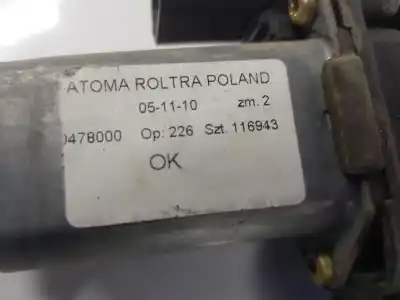 ATOMA ROLTRA POLAND
05-11-10 zm. 2
0478000 Op: 226 Szt. 116943
OK